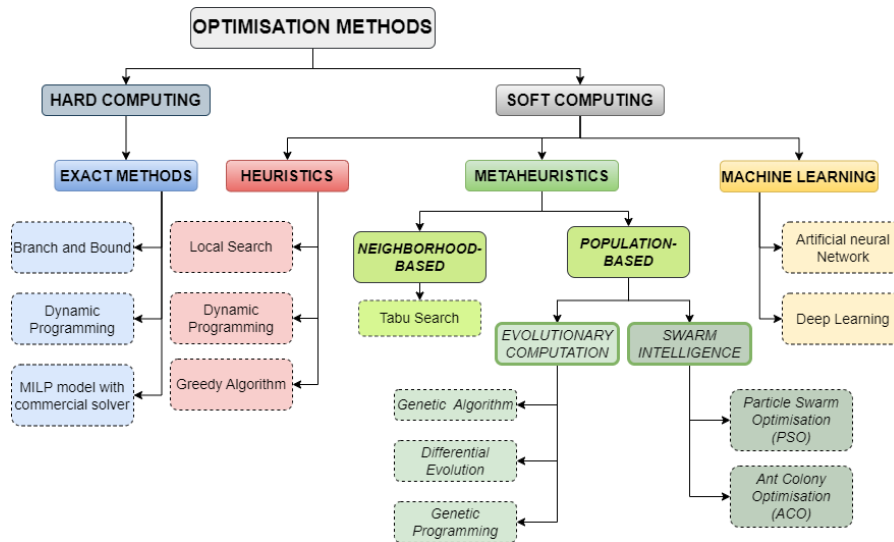 OPTIMISATION METHODS
HARD COMPUTING
SOFT COMPUTING
EXACT METHODS
HEURISTICS
METAHEURISTICS
MACHINE LEARNING
Branch and Bound
Dynamic
Programming
MILP model with
commercial solver
Local Search
Dynamic
Programming
Greedy Algorithm
NEIGHBORHOOD-
BASED
Tabu Search
POPULATION-
BASED
EVOLUTIONARY
COMPUTATION
SWARM
INTELLIGENCE
Genetic Algorithm
Differential
Evolution
Genetic
Programming
Particle Swarm
Optimisation
(PSO)
Ant Colony
Optimisation
(ACO)
Artificial neural
Network
Deep Learning